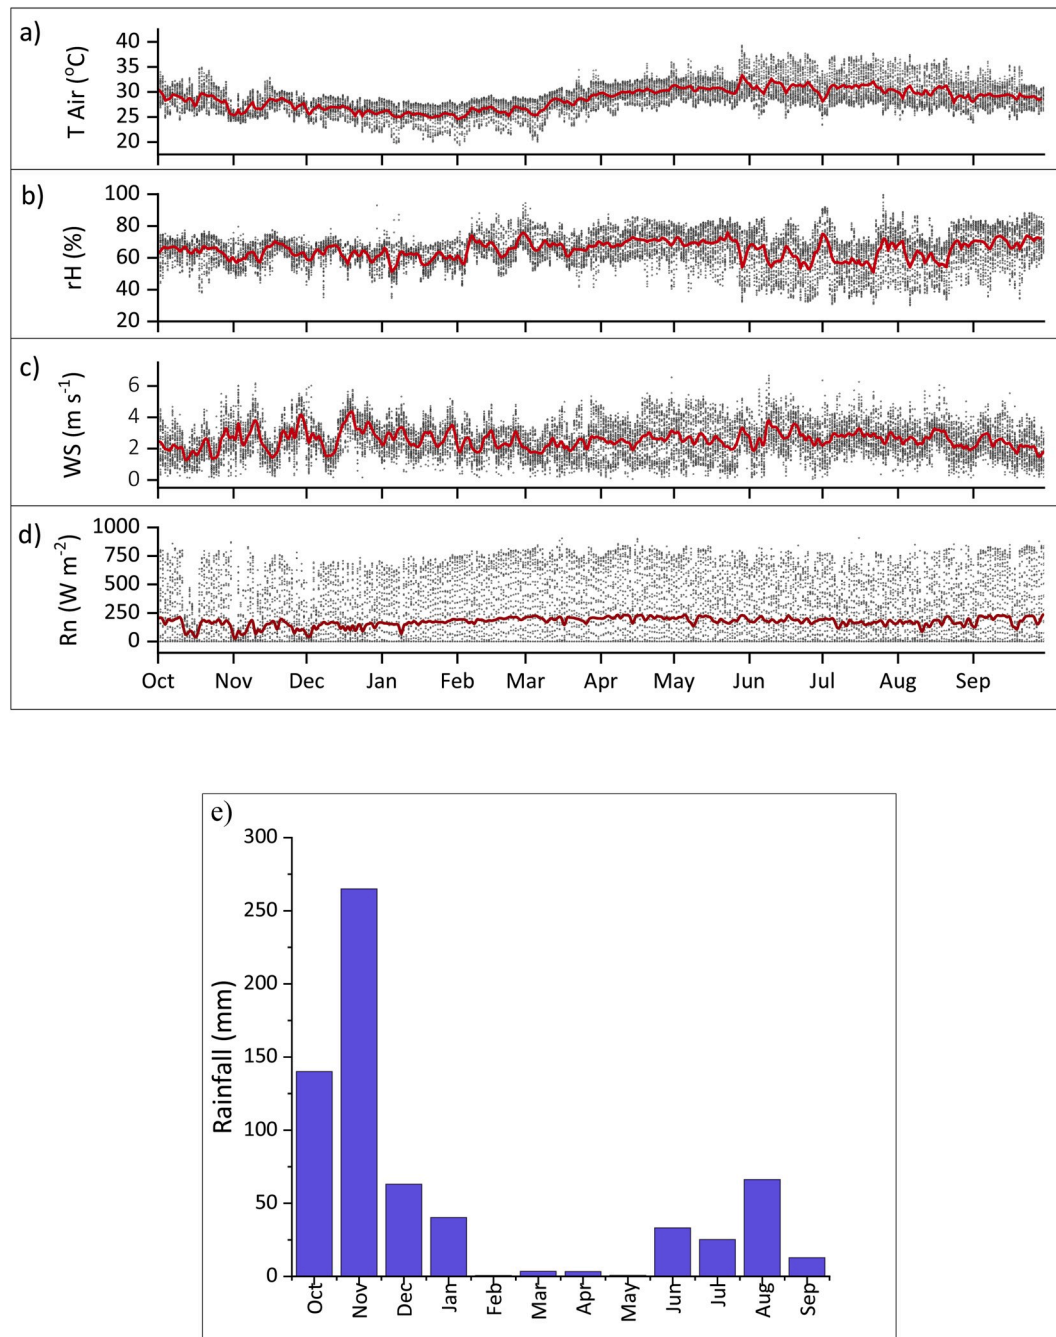 a)
T Air (°C)
40
35
30
25
20
b)
rH (%)
100
80
60
40
20
c)
WS (m s⁻¹)
6
4
2
0
d)
Rn (W m⁻²)
1000
750
500
250
0
Oct Nov Dec Jan Feb Mar Apr May Jun Jul Aug Sep
e)
Rainfall (mm)
300
250
200
150
100
50
0
Oct Nov Dec Jan Feb Mar Apr May Jun Jul Aug Sep